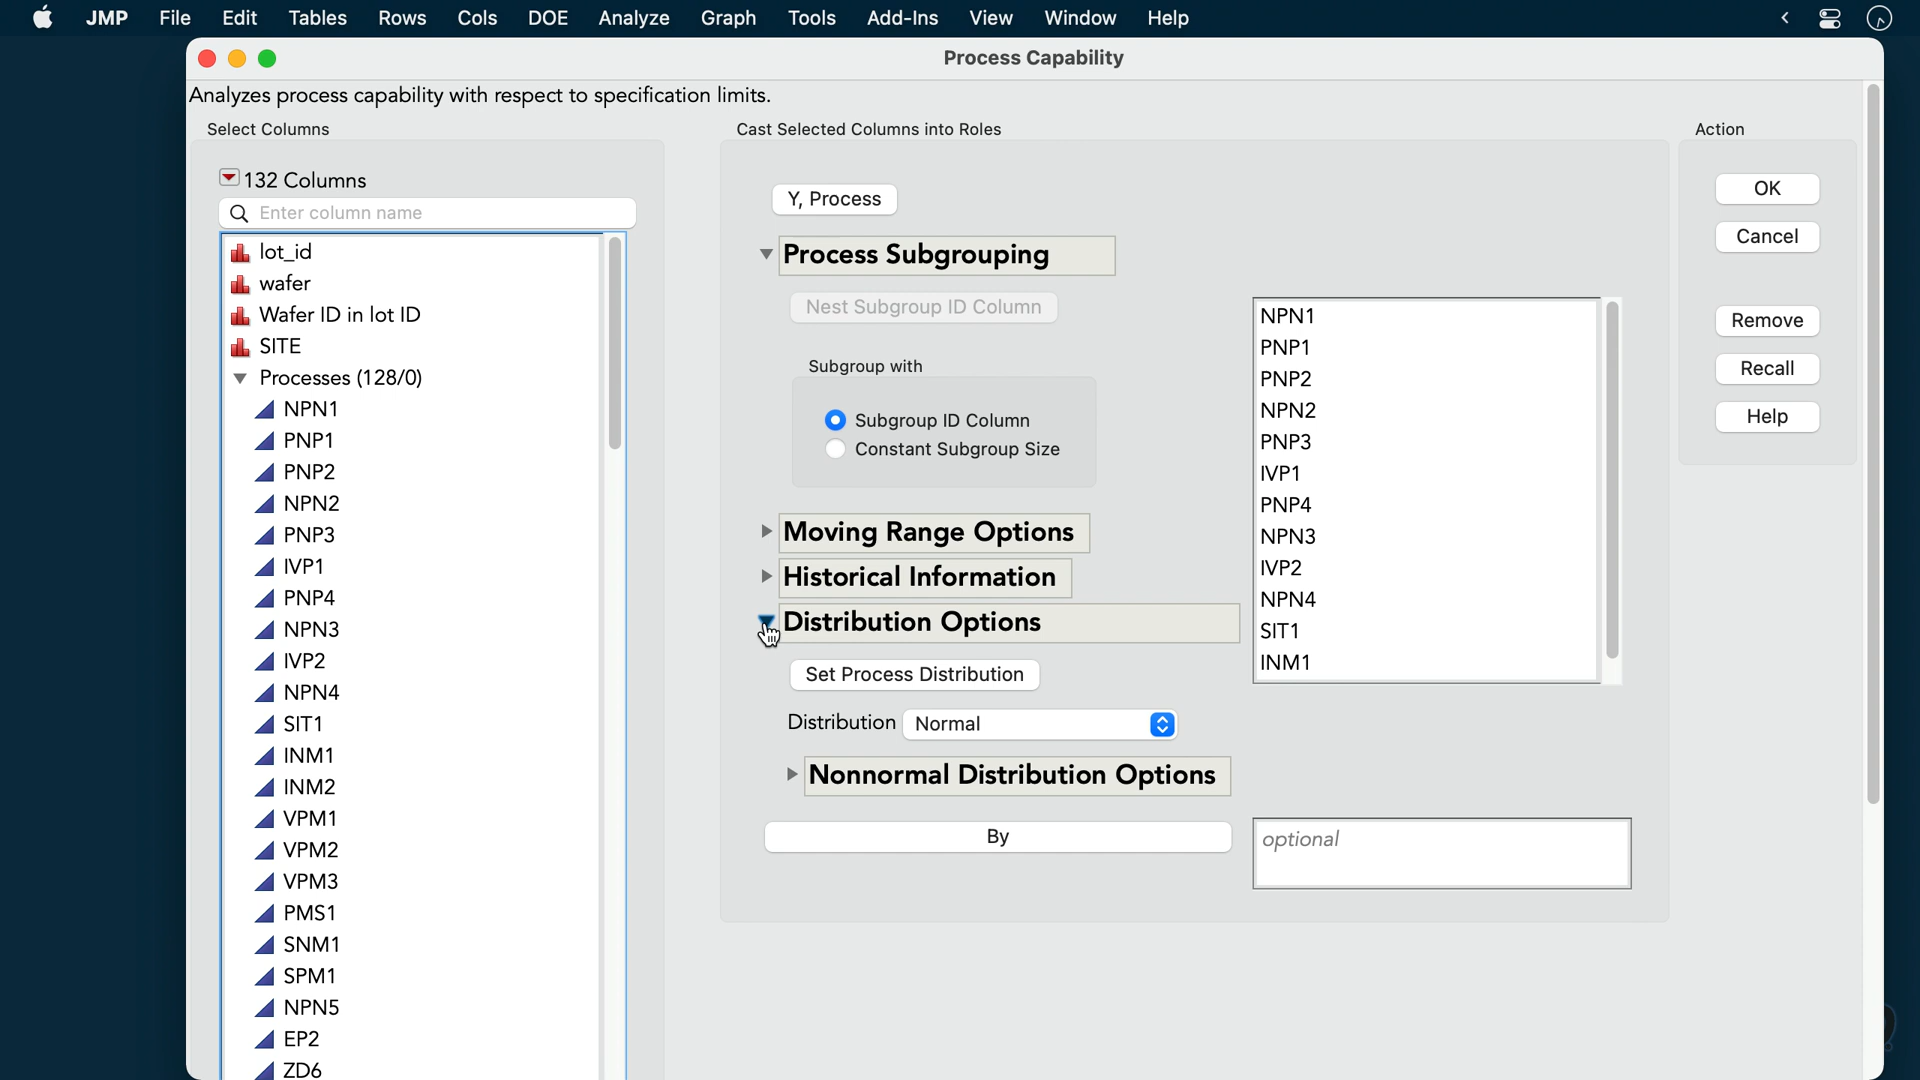 JMP File Edit Tables Rows Cols DOE Analyze Graph Tools Add-Ins View Window Help
Process Capability
Analyzes process capability with respect to specification limits.
Select Columns
132 Columns
Enter column name
lot_id
wafer
Wafer ID in lot ID
SITE
Processes (128/0)
NPN1
PNP1
PNP2
NPN2
PNP3
IVP1
PNP4
NPN3
IVP2
NPN4
SIT1
INM1
INM2
VPM1
VPM2
VPM3
PMS1
SNM1
SPM1
NPN5
EP2
ZD6
Cast Selected Columns into Roles
Y, Process
Process Subgrouping
Nest Subgroup ID Column
Subgroup with
Subgroup ID Column
Constant Subgroup Size
Moving Range Options
Historical Information
Distribution Options
Set Process Distribution
Distribution Normal
Nonnormal Distribution Options
By
NPN1
PNP1
PNP2
NPN2
PNP3
IVP1
PNP4
NPN3
IVP2
NPN4
SIT1
INM1
optional
Action
OK
Cancel
Remove
Recall
Help